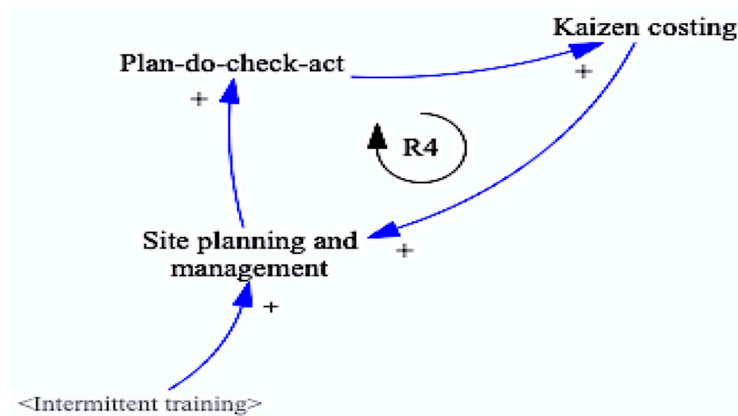 Kaizen costing
Plan-do-check-act
+
+
R4
Site planning and
management
+
+
<Intermittent training>